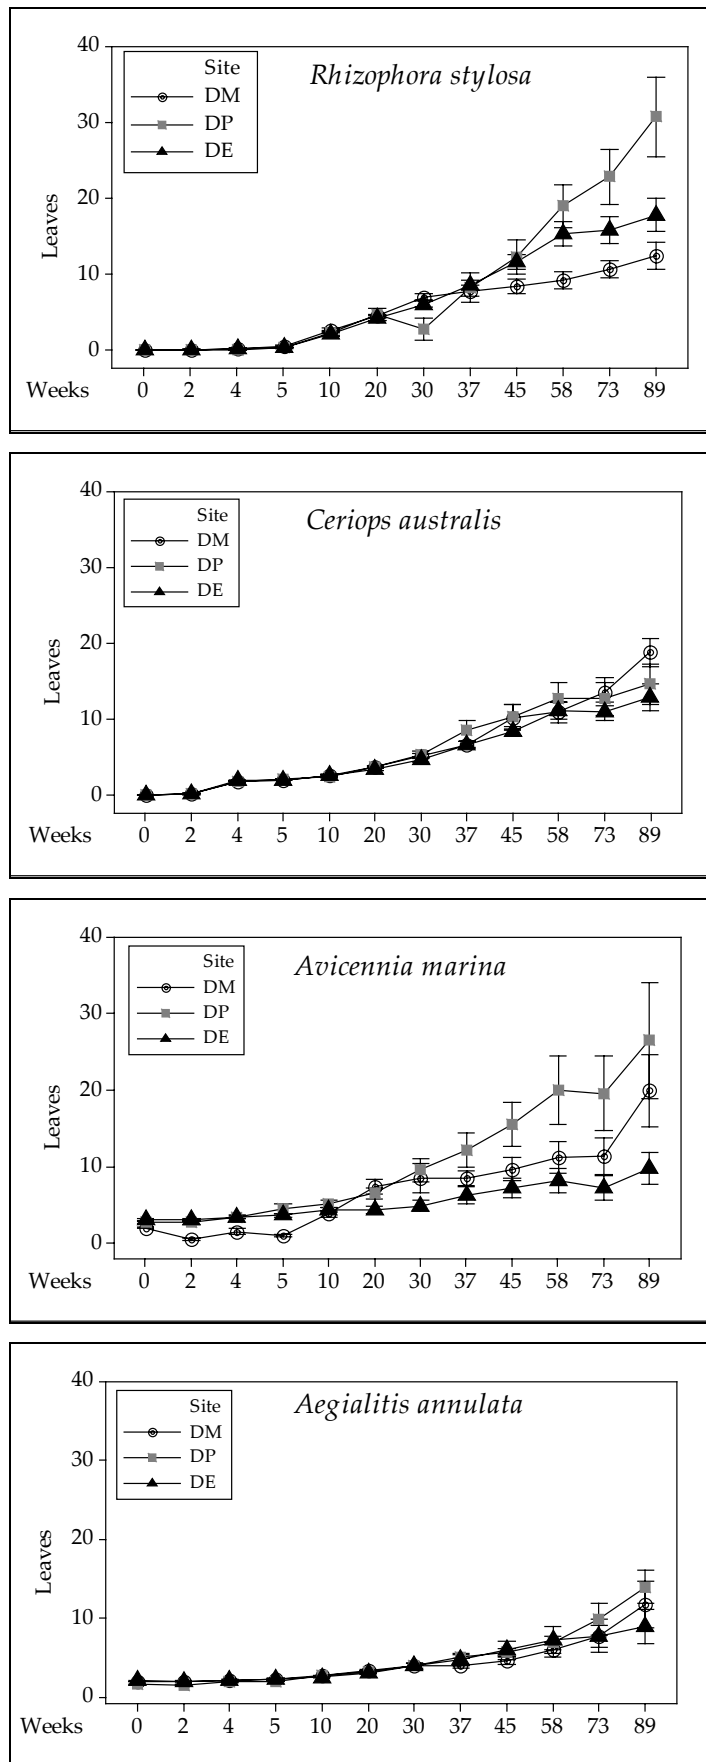 Rhizophora stylosa
Site
DM
DP
DE
Leaves
40
30
20
10
0
Weeks 0 2 4 5 10 20 30 37 45 58 73 89
Ceriops australis
Site
DM
DP
DE
Leaves
40
30
20
10
0
Weeks 0 2 4 5 10 20 30 37 45 58 73 89
Avicennia marina
Site
DM
DP
DE
Leaves
40
30
20
10
0
Weeks 0 2 4 5 10 20 30 37 45 58 73 89
Aegialitis annulata
Site
DM
DP
DE
Leaves
40
30
20
10
0
Weeks 0 2 4 5 10 20 30 37 45 58 73 89